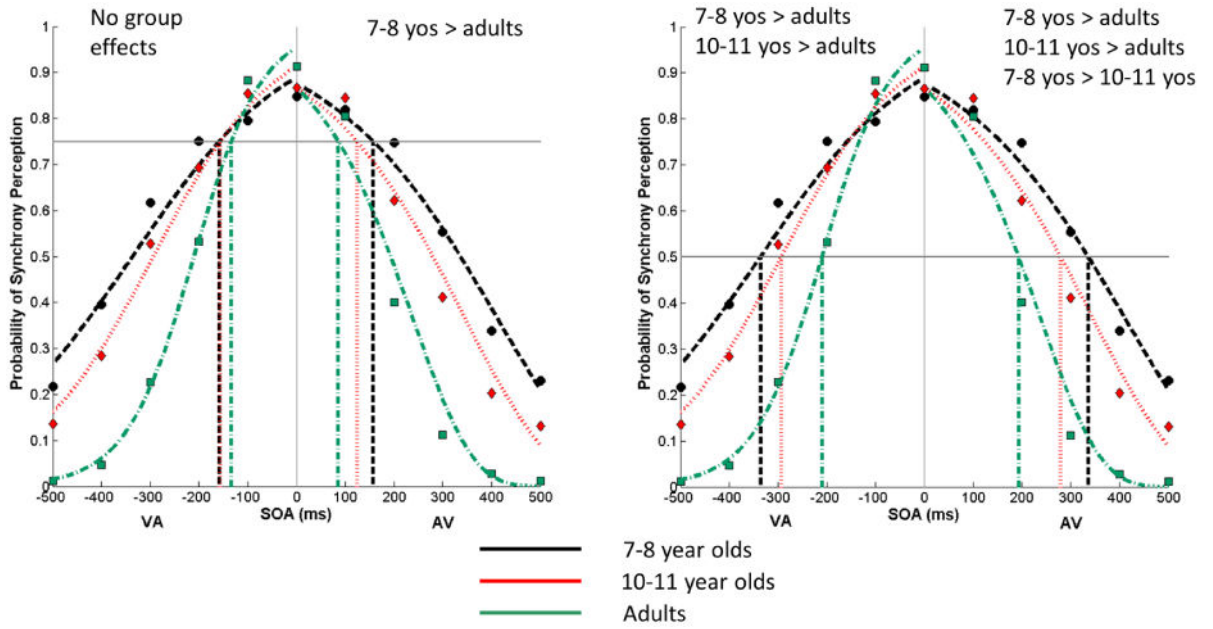 No group
effects
7-8 yos > adults
Probability of Synchrony Perception
1
0.9
0.8
0.7
0.6
0.5
0.4
0.3
0.2
0.1
0
-500 -400 -300 -200 -100 0 100 200 300 400 500
SOA (ms)
VA
AV
7-8 yos > adults
10-11 yos > adults
7-8 yos > adults
10-11 yos > adults
7-8 yos > 10-11 yos
Probability of Synchrony Perception
1
0.9
0.8
0.7
0.6
0.5
0.4
0.3
0.2
0.1
0
-500 -400 -300 -200 -100 0 100 200 300 400 500
SOA (ms)
VA
AV
7-8 year olds
10-11 year olds
Adults